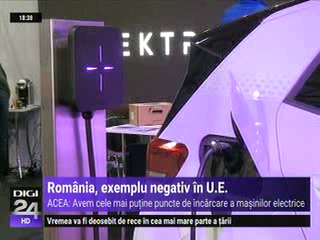 18:38
EKTR
România, exemplu negativ în U.E.
ACEA: Avem cele mai puține puncte de încărcare a mașinilor electrice
DIGI
24
HD
Vremea va fi deosebit de rece în cea mai mare parte a țării